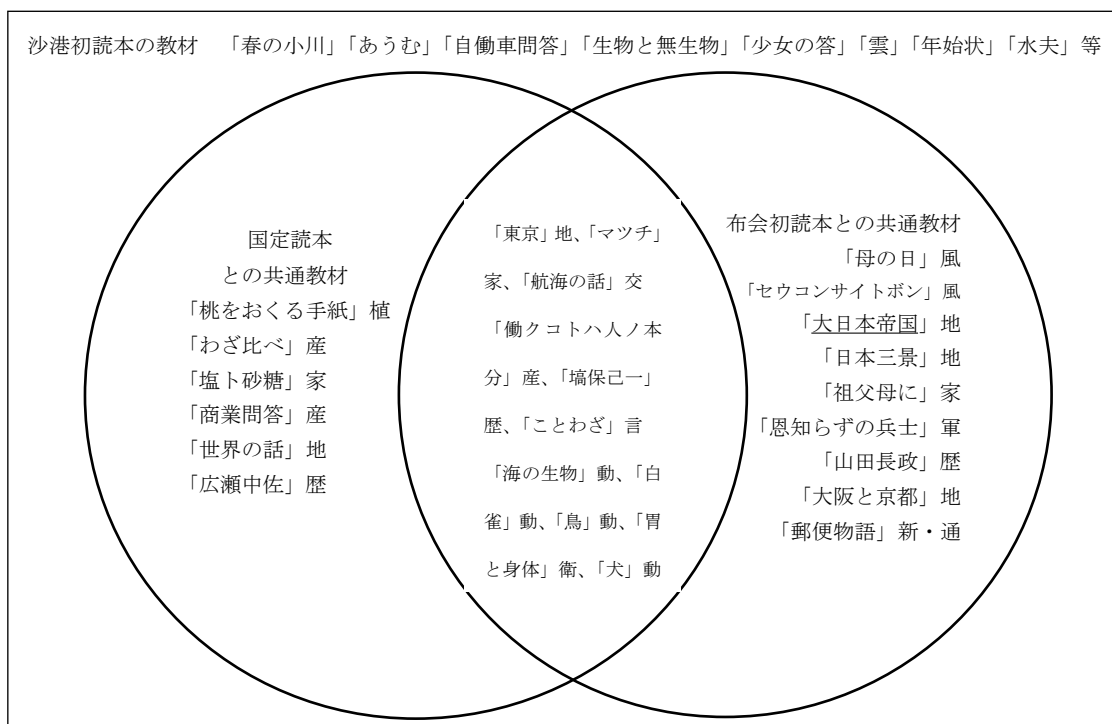 沙港初読本の教材 「春の小川」「あうむ」「自働車問答」「生物と無生物」「少女の答」「雲」「年始状」「水夫」等
国定読本
との共通教材
「桃をおくる手紙」植
「わざ比べ」産
「塩ト砂糖」家
「商業問答」産
「世界の話」地
「広瀬中佐」歴
「東京」地、「マツチ」
家、「航海の話」交
「働クコトハ人ノ本
分」産、「塙保己一」
歴、「ことわざ」言
「海の生物」動、「白
雀」動、「鳥」動、「胃
と身体」衛、「犬」動
布会初読本との共通教材
「母の日」風
「セウコンサイトボン」風
「大日本帝国」地
「日本三景」地
「祖父母に」家
「恩知らずの兵士」軍
「山田長政」歴
「大阪と京都」地
「郵便物語」新・通